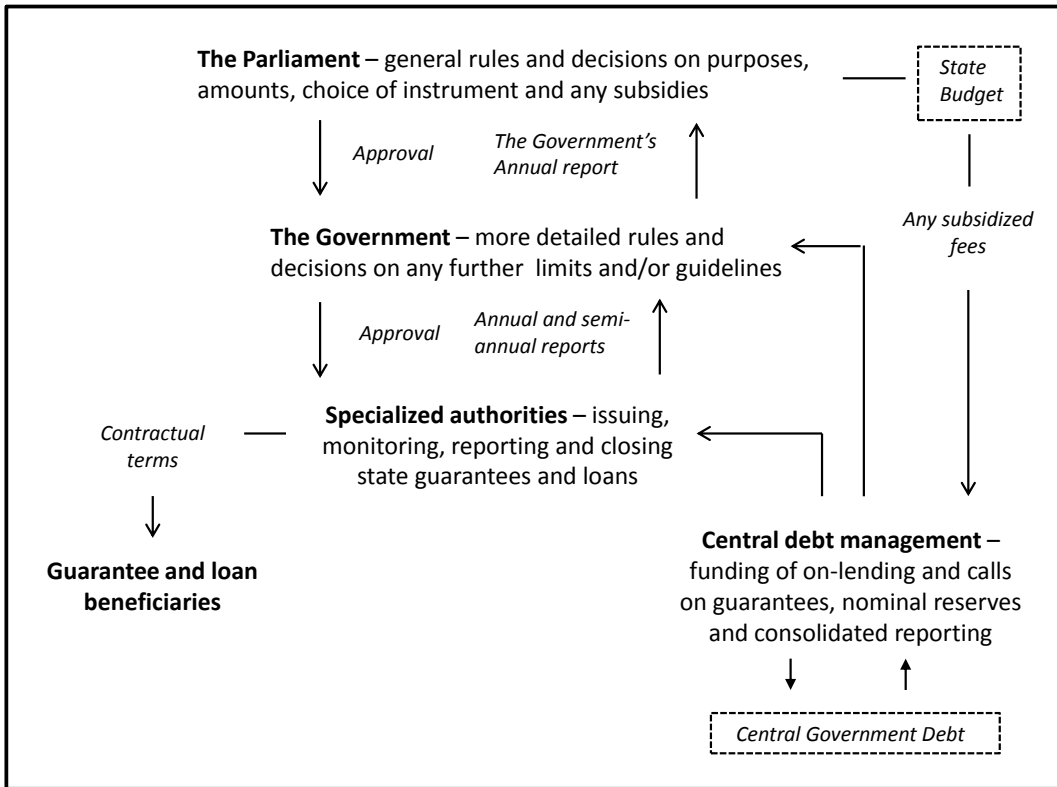 The Parliament – general rules and decisions on purposes,
amounts, choice of instrument and any subsidies
State
Budget
Approval
The Government's
Annual report
Any subsidized
fees
The Government – more detailed rules and
decisions on any further limits and/or guidelines
Approval
Annual and semi-
annual reports
Specialized authorities – issuing,
monitoring, reporting and closing
state guarantees and loans
Contractual
terms
Guarantee and loan
beneficiaries
Central debt management –
funding of on-lending and calls
on guarantees, nominal reserves
and consolidated reporting
Central Government Debt